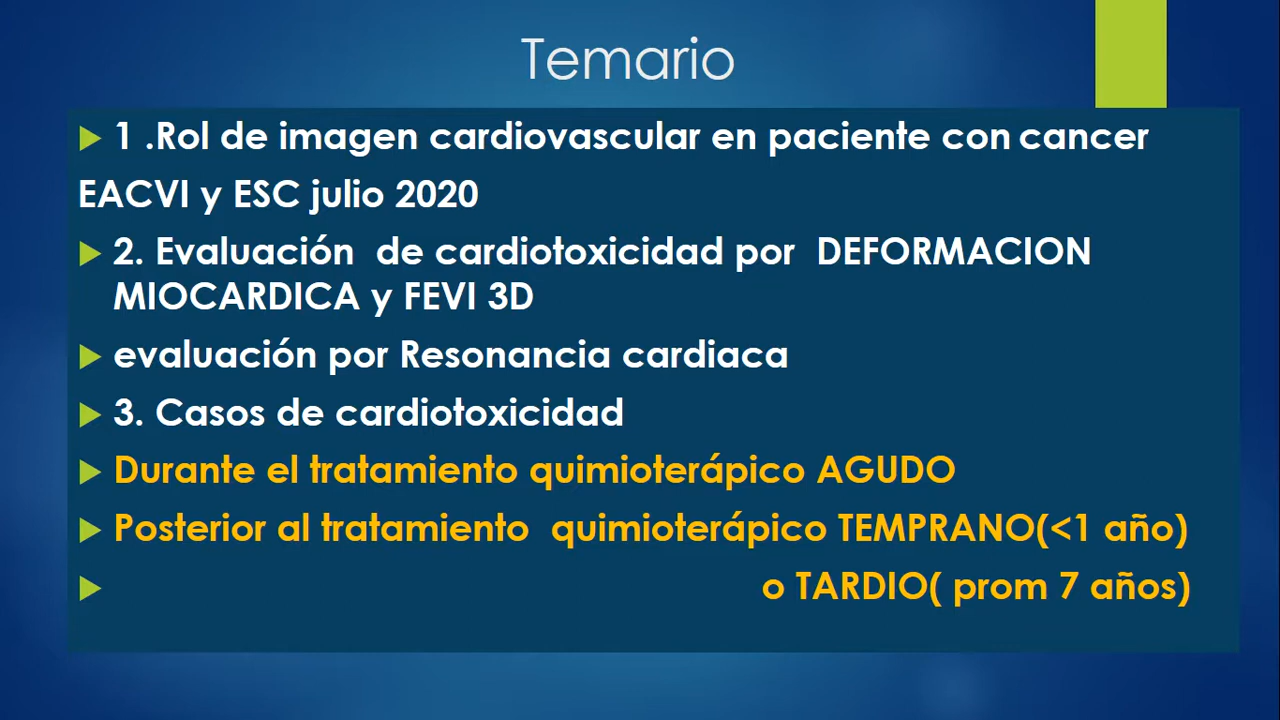 Temario
1 .Rol de imagen cardiovascular en paciente con cancer
EACVI y ESC julio 2020
2. Evaluación de cardiotoxicidad por DEFORMACION
MIOCARDICA y FEVI 3D
evaluación por Resonancia cardiaca
3. Casos de cardiotoxicidad
Durante el tratamiento quimioterápico AGUDO
Posterior al tratamiento quimioterápico TEMPRANO(<1 año)
o TARDIO( prom 7 años)